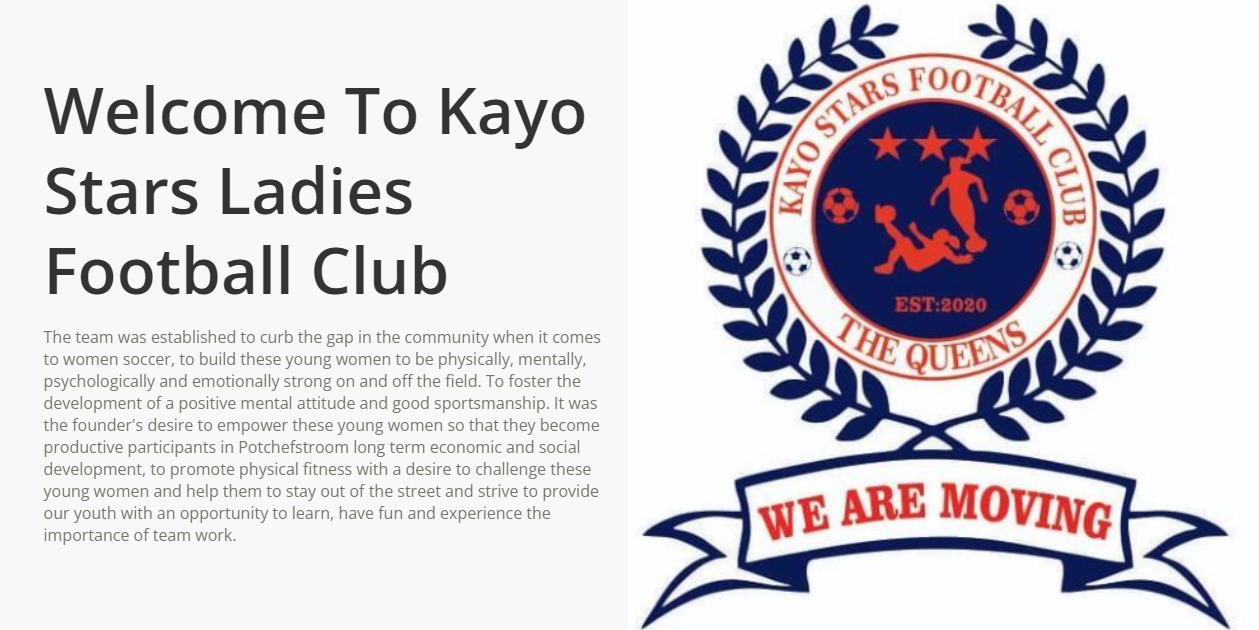 Welcome To Kayo
Stars Ladies
Football Club
The team was established to curb the gap in the community when it comes
to women soccer, to build these young women to be physically, mentally,
psychologically and emotionally strong on and off the field. To foster the
development of a positive mental attitude and good sportsmanship. It was
the founder's desire to empower these young women so that they become
productive participants in Potchefstroom long term economic and social
development, to promote physical fitness with a desire to challenge these
young women and help them to stay out of the street and strive to provide
our youth with an opportunity to learn, have fun and experience the
importance of team work.
KAYO STARS FOOTBALL CLUB
EST:2020
THE QUEENS
WE ARE MOVING